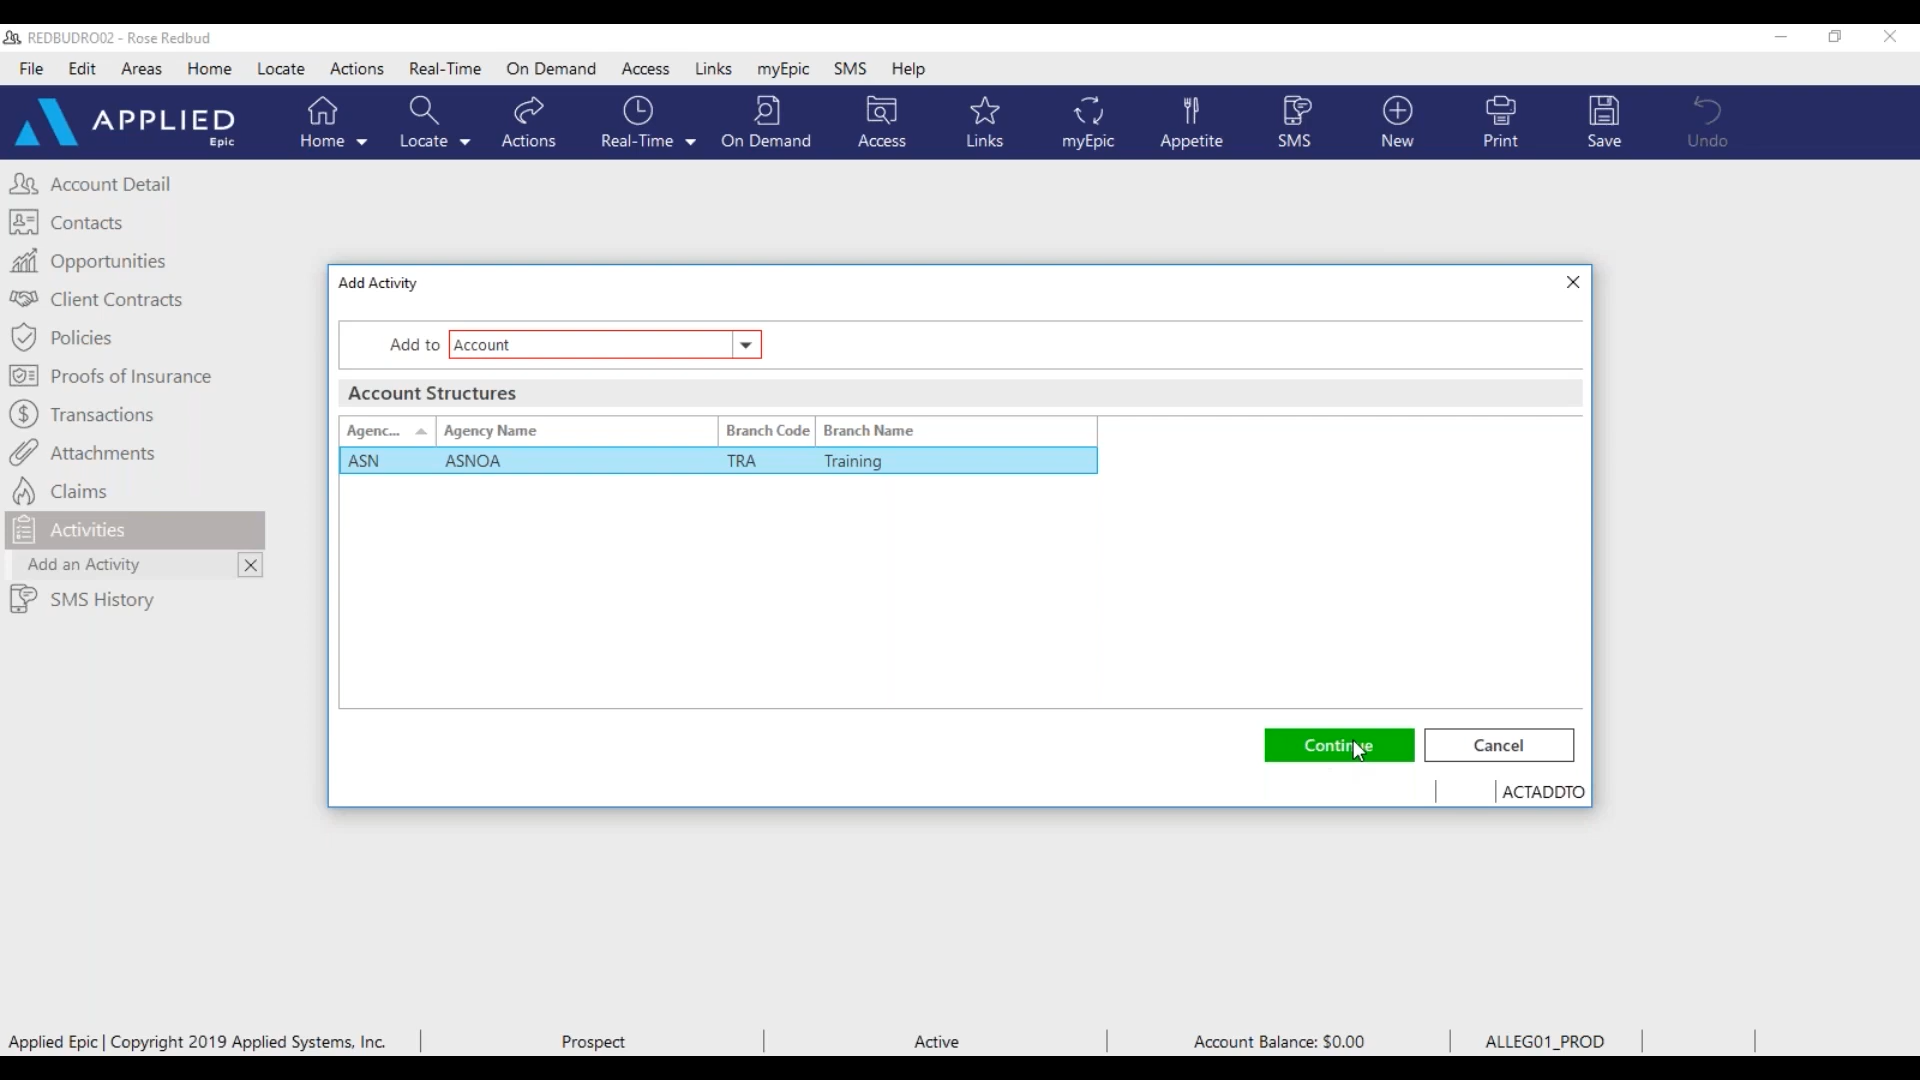 REDBUDRO02 - Rose Redbud
File Edit Areas Home Locate Actions Real-Time On Demand Access Links myEpic SMS Help
APPLIED
Epic
Home Locate Actions Real-Time On Demand Access Links myEpic Appetite SMS New Print Save Undo
Account Detail
Contacts
Opportunities
Client Contracts
Policies
Proofs of Insurance
Transactions
Attachments
Claims
Activities
Add an Activity
SMS History
Add Activity
Add to Account
Account Structures
Agenc... Agency Name Branch Code Branch Name
ASN ASNOA TRA Training
Continue Cancel
ACTADDTO
Applied Epic | Copyright 2019 Applied Systems, Inc. Prospect Active Account Balance: $0.00 ALLEG01_PROD